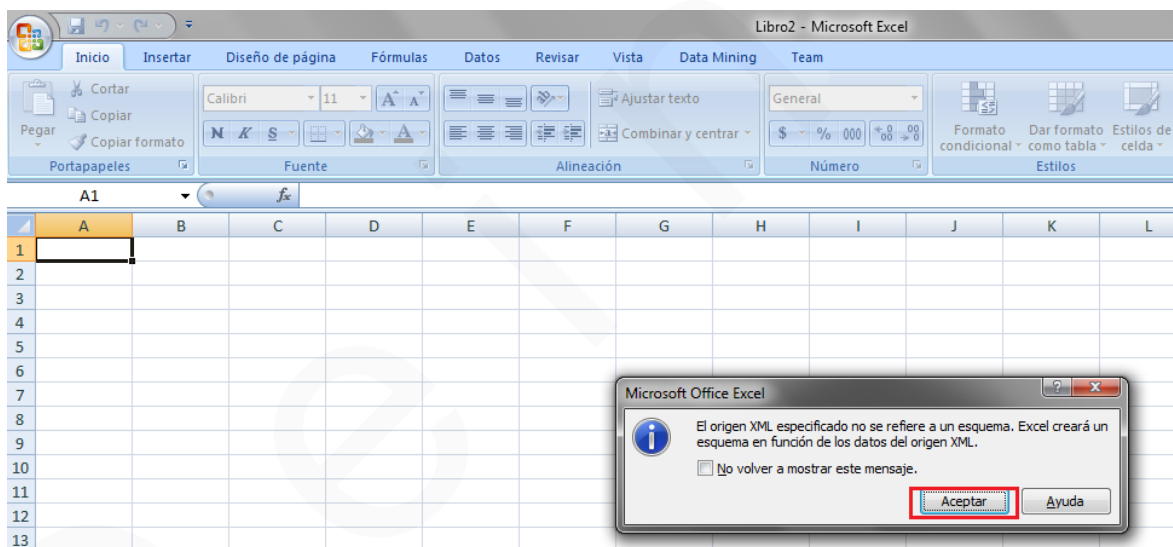 Libro2 - Microsoft Excel
Inicio Insertar Diseño de página Fórmulas Datos Revisar Vista Data Mining Team
Pegar
Cortar
Copiar
Copiar formato
Portapapeles
Calibri 11 A A
N K S A
Fuente
Ajustar texto
Combinar y centrar
Alineación
General
$ % 000
Número
Formato condicional
Dar formato como tabla
Estilos de celda
Estilos
A1 fx
A B C D E F G H I J K L
1
2
3
4
5
6
7
8
9
10
11
12
13
Microsoft Office Excel
El origen XML especificado no se refiere a un esquema. Excel creará un
esquema en función de los datos del origen XML.
No volver a mostrar este mensaje.
Aceptar Ayuda